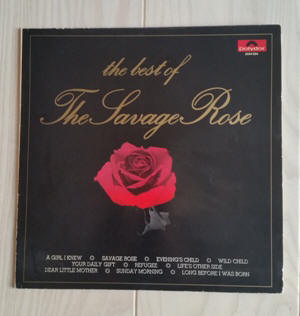 polydor
the best of
The Savage Rose
A GIRL I KNEW O SAVAGE ROSE O EVENING'S CHILD O WILD CHILD
YOUR DAILY GIFT O REFUGEE O LIFE'S OTHER SIDE
DEAR LITTLE MOTHER O SUNDAY MORNING O LONG BEFORE I WAS BORN